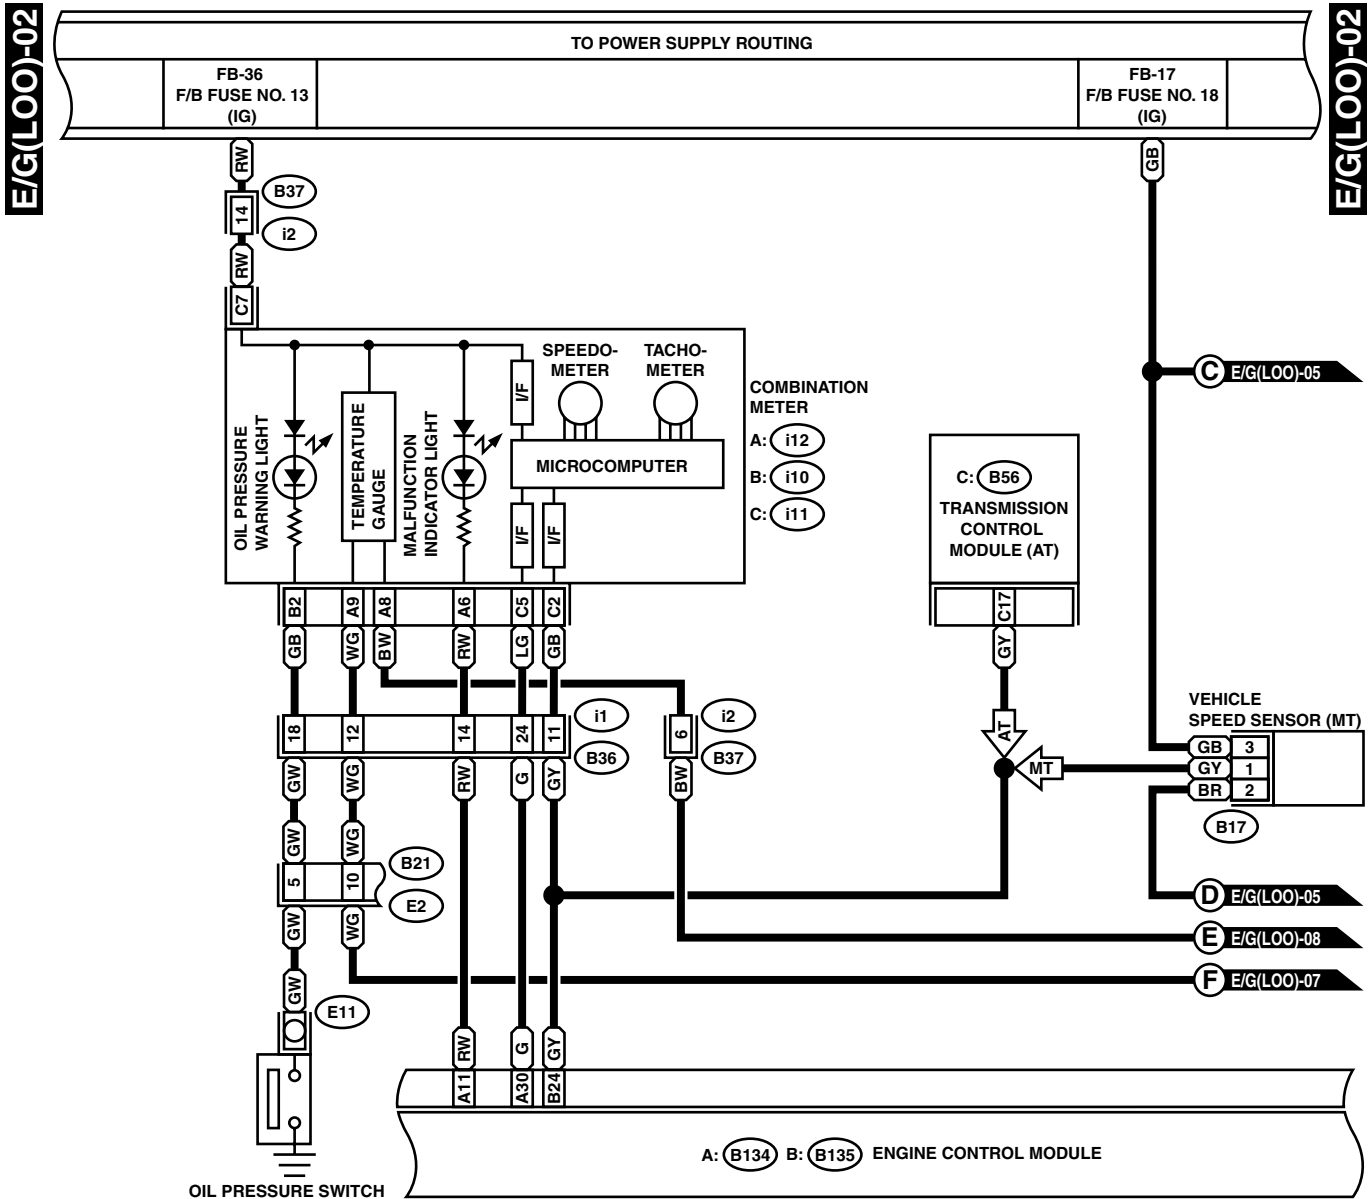 E/G(LOO)-02
E/G(LOO)-02
TO POWER SUPPLY ROUTING
FB-36
F/B FUSE NO. 13
(IG)
FB-17
F/B FUSE NO. 18
(IG)
RW
GB
B37
14
i2
RW
C7
OIL PRESSURE
WARNING LIGHT
TEMPERATURE
GAUGE
MALFUNCTION
INDICATOR LIGHT
I/F
SPEEDO-
METER
TACHO-
METER
MICROCOMPUTER
I/F
I/F
COMBINATION
METER
A: i12
B: i10
C: i11
C E/G(LOO)-05
C: B56
TRANSMISSION
CONTROL
MODULE (AT)
B2 A9 A8 A6 C5 C2
C17
GB WG BW RW LG GB
GY
i1
i2
18 12 14 24 11
6
B36
B37
AT
MT
VEHICLE
SPEED SENSOR (MT)
GB 3
GY 1
BR 2
B17
GW WG RW G GY
BW
GW WG
B21
5 10
E2
GW WG
D E/G(LOO)-05
E E/G(LOO)-08
F E/G(LOO)-07
GW
E11
RW G GY
A11 A30 B24
A: B134 B: B135 ENGINE CONTROL MODULE
OIL PRESSURE SWITCH